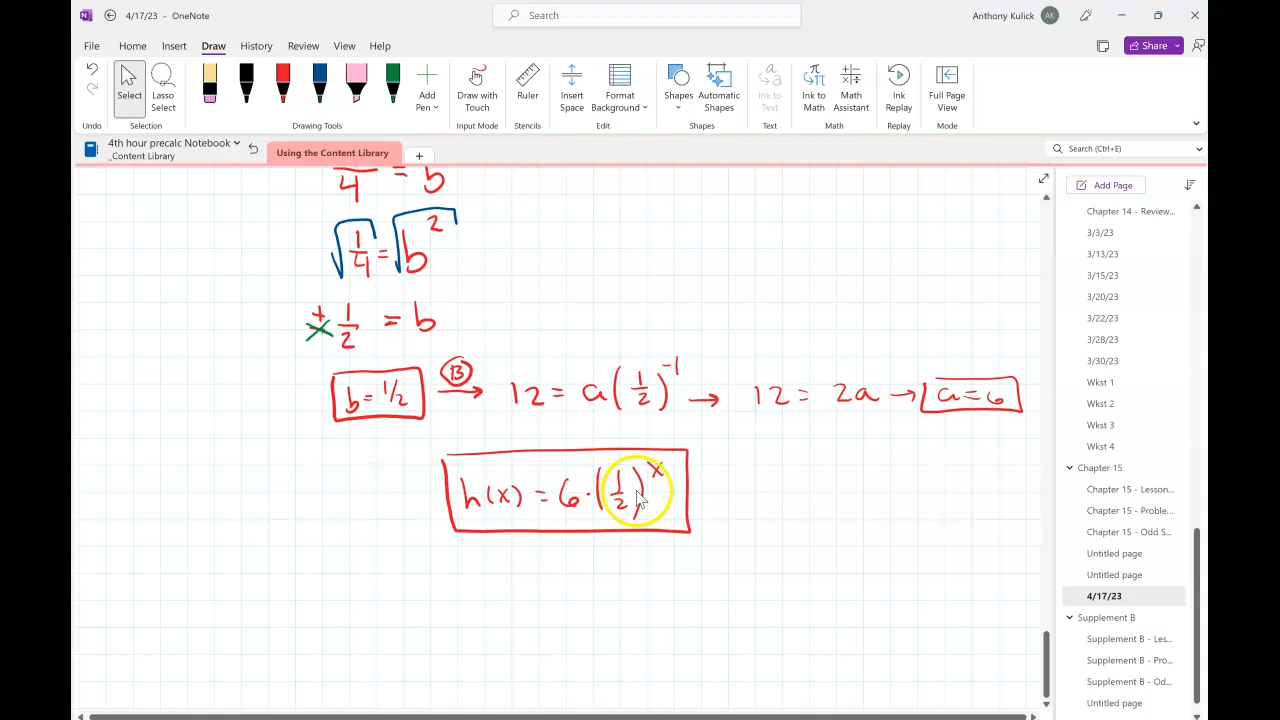 4/17/23 - OneNote
Search
Anthony Kulick
AK
File Home Insert Draw History Review View Help
Share
Select
Lasso Select
Add Pen
Draw with Touch
Ruler
Insert Space
Format Background
Shapes
Automatic Shapes
Ink to Text
Ink to Math
Math Assistant
Ink Replay
Full Page View
Undo
Selection
Drawing Tools
Input Mode
Stencils
Edit
Shapes
Text
Math
Replay
Mode
4th hour precalc Notebook
_Content Library
Using the Content Library
+
Search (Ctrl+E)
Add Page
Chapter 14 - Review...
3/3/23
3/13/23
3/15/23
3/20/23
3/22/23
3/28/23
3/30/23
Wkst 1
Wkst 2
Wkst 3
Wkst 4
Chapter 15
Chapter 15 - Lesson...
Chapter 15 - Proble...
Chapter 15 - Odd S...
Untitled page
Untitled page
4/17/23
Supplement B
Supplement B - Les...
Supplement B - Pro...
Supplement B - Od...
Untitled page
4 = b
√1/4 = √b²
± 1/2 = b
b = 1/2 Ⓑ → 12 = a(1/2)⁻¹ → 12 = 2a → a = 6
h(x) = 6 · (1/2)ˣ